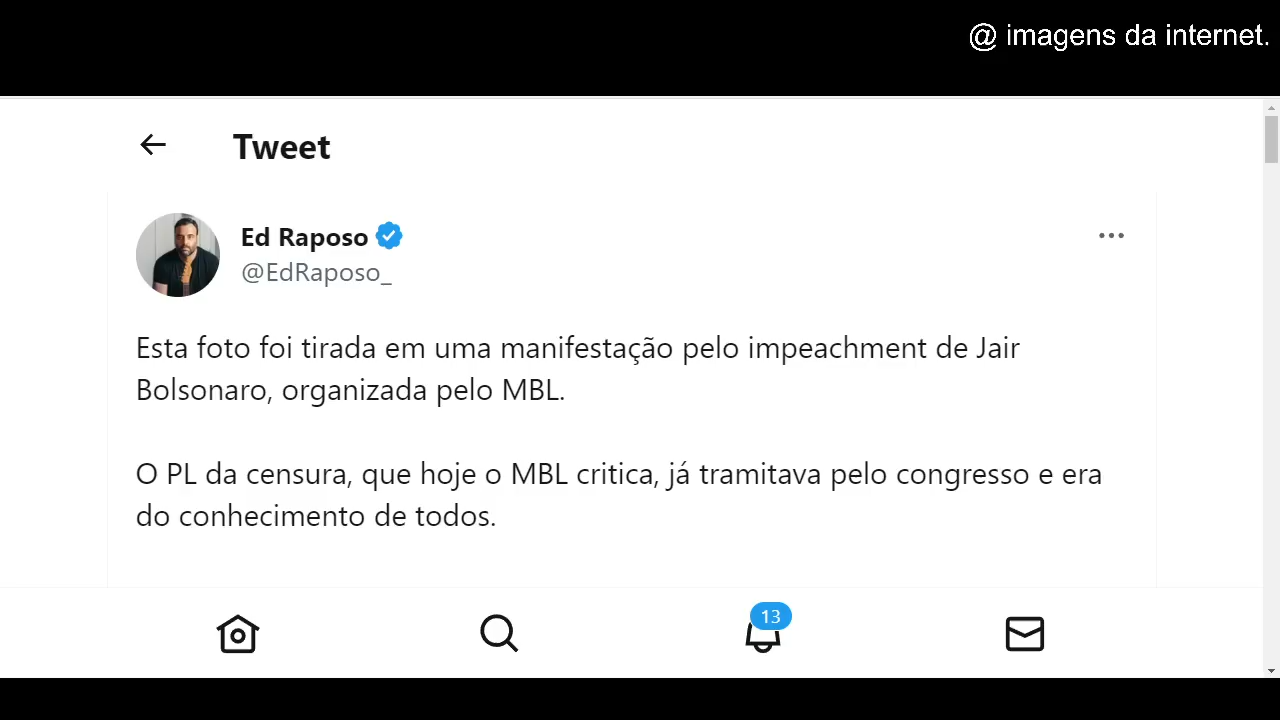 @ imagens da internet.
Tweet
Ed Raposo
@EdRaposo_
Esta foto foi tirada em uma manifestação pelo impeachment de Jair
Bolsonaro, organizada pelo MBL.
O PL da censura, que hoje o MBL critica, já tramitava pelo congresso e era
do conhecimento de todos.
13